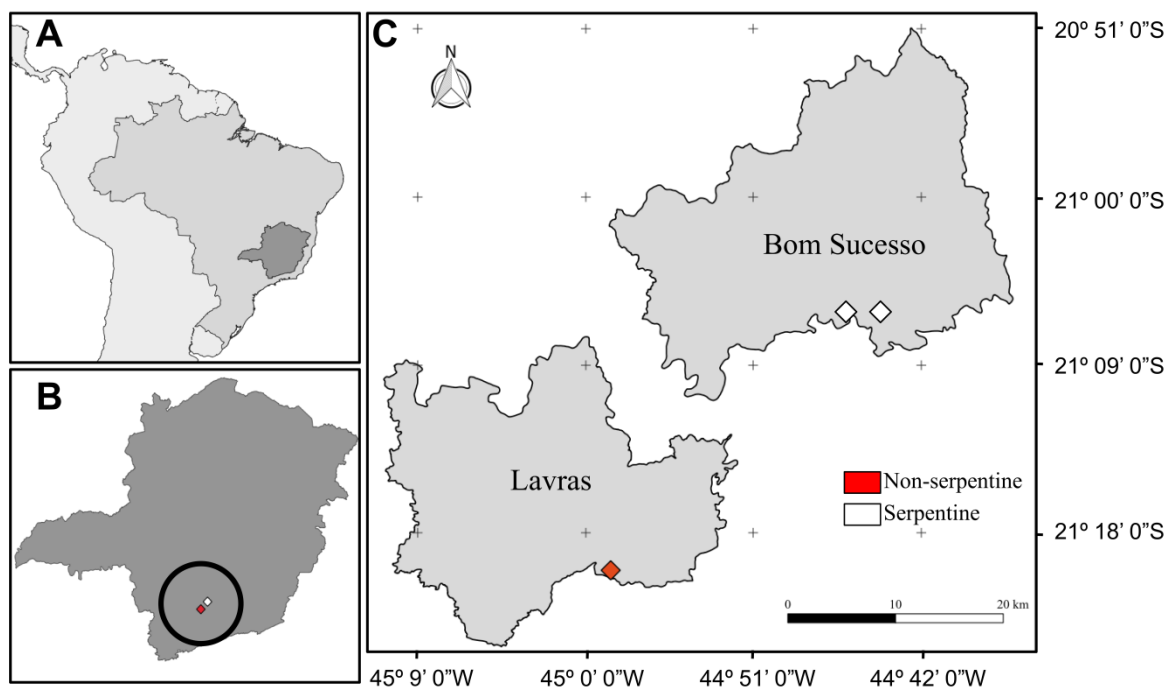 A
B
C
N
20º 51’ 0”S
21º 00’ 0”S
Bom Sucesso
21º 09’ 0”S
Lavras
Non-serpentine
Serpentine
21º 18’ 0”S
0 10 20 km
45º 9’ 0”W 45º 0’ 0”W 44º 51’ 0”W 44º 42’ 0”W